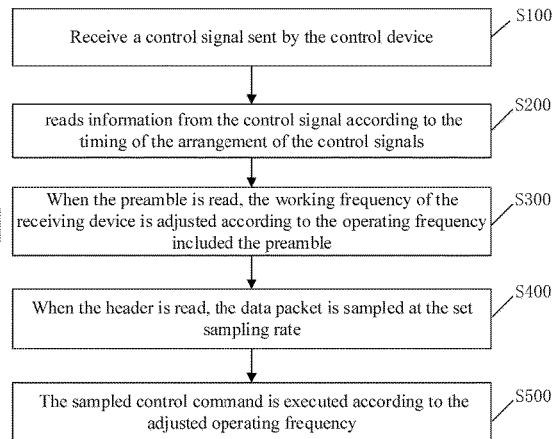 S100
Receive a control signal sent by the control device
S200
reads information from the control signal according to the
timing of the arrangement of the control signals
S300
When the preamble is read, the working frequency of the
receiving device is adjusted according to the operating frequency
included the preamble
S400
When the header is read, the data packet is sampled at the set
sampling rate
S500
The sampled control command is executed according to the
adjusted operating frequency